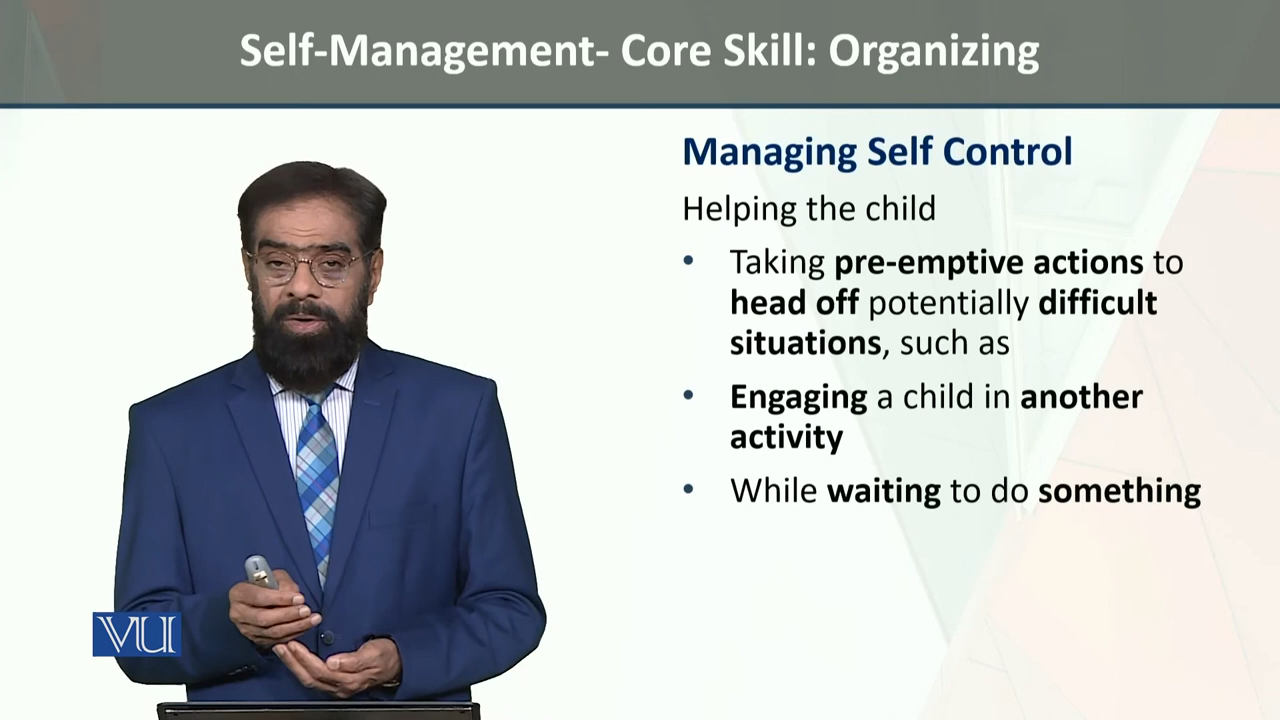 Self-Management- Core Skill: Organizing
Managing Self Control
Helping the child
• Taking pre-emptive actions to
head off potentially difficult
situations, such as
• Engaging a child in another
activity
• While waiting to do something
VU